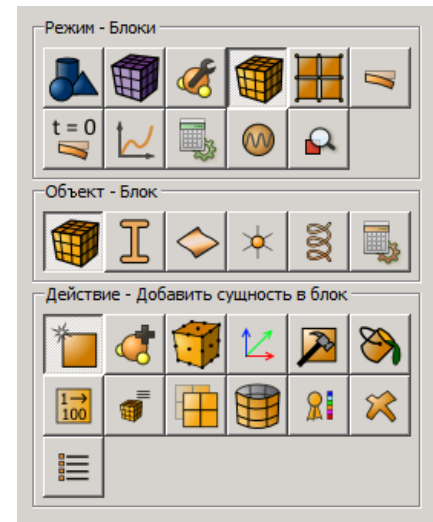 Режим - Блоки
t = 0
Объект - Блок
Действие - Добавить сущность в блок
1→
100